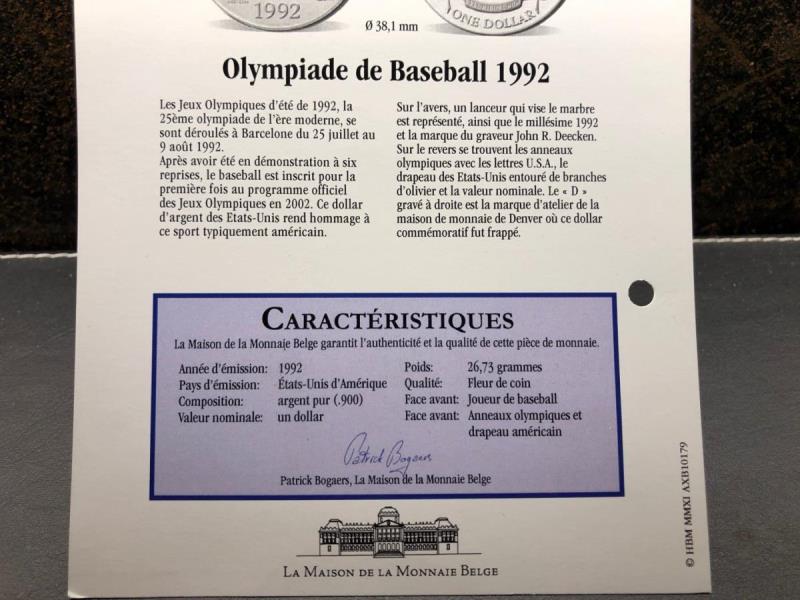 1992
ONE DOLLAR
Ø 38,1 mm
Olympiade de Baseball 1992
Les Jeux Olympiques d'été de 1992, la
25ème olympiade de l'ère moderne, se
sont déroulés à Barcelone du 25 juillet au
9 août 1992.
Après avoir été en démonstration à six
reprises, le baseball est inscrit pour la
première fois au programme officiel
des Jeux Olympiques en 2002. Ce dollar
d'argent des Etats-Unis rend hommage à
ce sport typiquement américain.
Sur l'avers, un lanceur qui vise le marbre
est représenté, ainsi que le millésime 1992
et la marque du graveur John R. Deecken.
Sur le revers se trouvent les anneaux
olympiques avec les lettres U.S.A., le
drapeau des Etats-Unis entouré de branches
d'olivier et la valeur nominale. Le « D »
gravé à droite est la marque d'atelier de la
maison de monnaie de Denver où ce dollar
commémoratif fut frappé.
CARACTÉRISTIQUES
La Maison de la Monnaie Belge garantit l'authenticité et la qualité de cette pièce de monnaie.
Année d'émission: 1992
Pays d'émission: États-Unis d'Amérique
Composition: argent pur (.900)
Valeur nominale: un dollar
Poids: 26,73 grammes
Qualité: Fleur de coin
Face avant: Joueur de baseball
Face avant: Anneaux olympiques et
drapeau américain
Patrick Bogaers
Patrick Bogaers, La Maison de la Monnaie Belge
LA MAISON DE LA MONNAIE BELGE
© HBM MMXI AXB10179